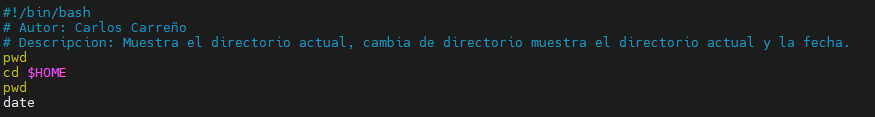 #!/bin/bash
# Autor: Carlos Carreño
# Descripcion: Muestra el directorio actual, cambia de directorio muestra el directorio actual y la fecha.
pwd
cd $HOME
pwd
date